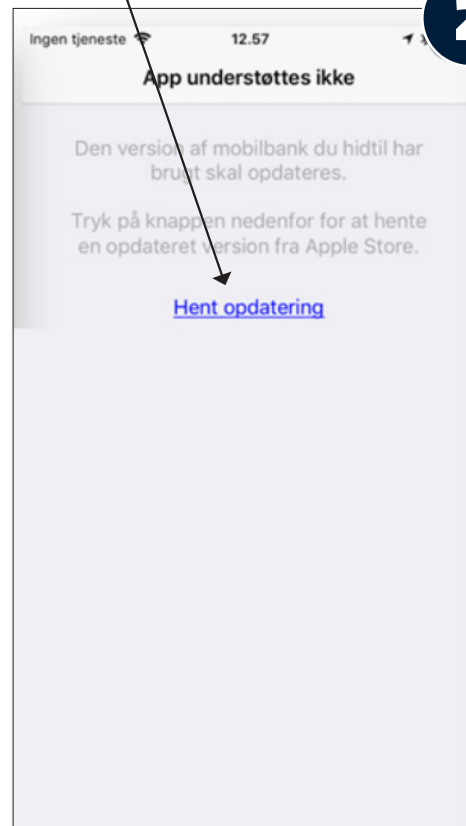 Ingen tjeneste 12.57
App understøttes ikke
Den version af mobilbank du hidtil har
brugt skal opdateres.
Tryk på knappen nedenfor for at hente
en opdateret version fra Apple Store.
Hent opdatering